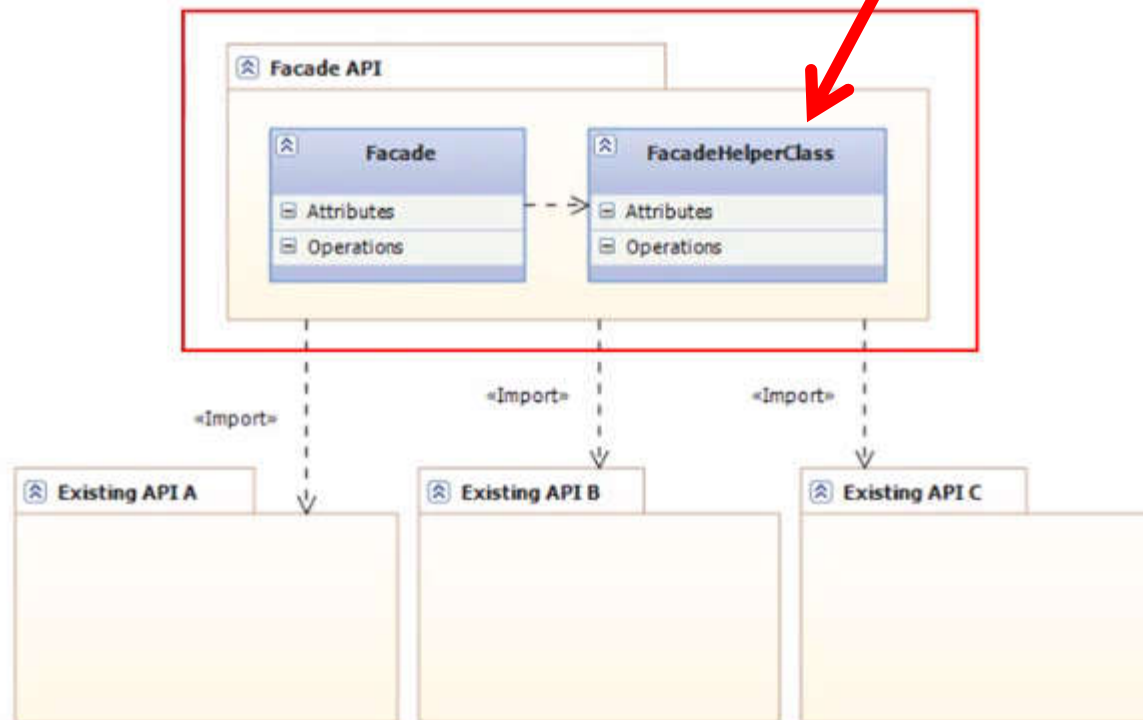 Facade API
Facade
FacadeHelperClass
Attributes
Attributes
Operations
Operations
«Import»
«Import»
«Import»
Existing API A
Existing API B
Existing API C